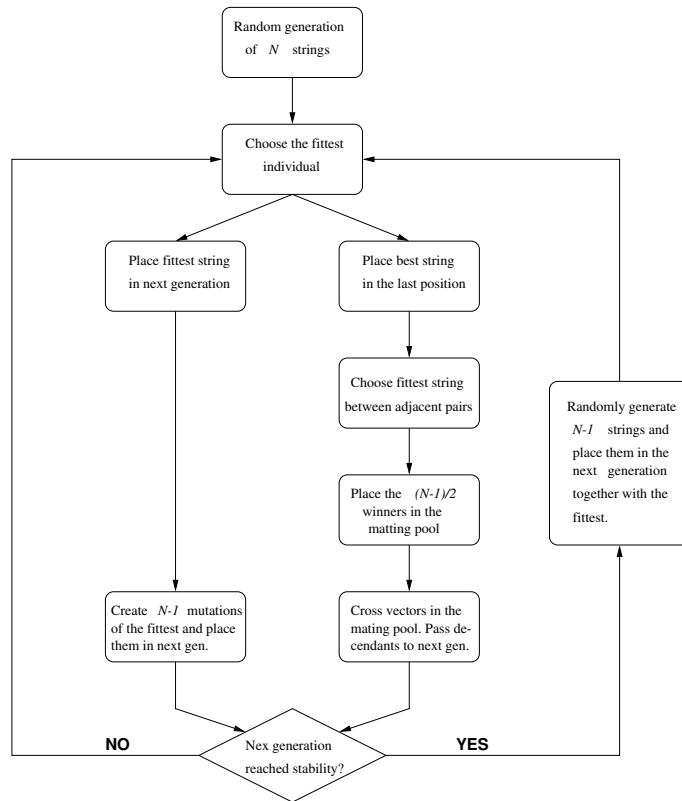 Random generation
of N strings
Choose the fittest
individual
Place fittest string
in next generation
Place best string
in the last position
Choose fittest string
between adjacent pairs
Place the (N-1)/2
winners in the
matting pool
Randomly generate
N-1 strings and
place them in the
next generation
together with the
fittest.
Create N-1 mutations
of the fittest and place
them in next gen.
Cross vectors in the
mating pool. Pass de-
cendants to next gen.
NO
Nex generation
reached stability?
YES